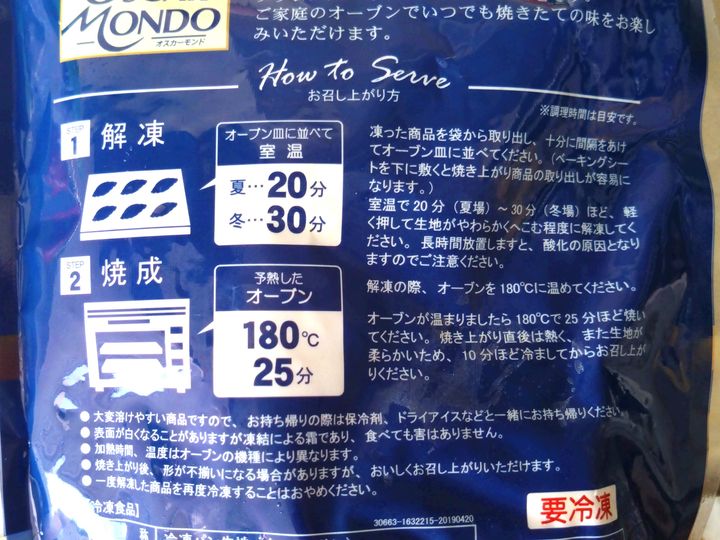 MONDO
オスカーモンド
ご家庭のオーブンでいつでも焼きたての味をお楽し
みいただけます。
How to Serve
お召し上がり方
※調理時間は目安です。
STEP
1 解凍
オーブン皿に並べて
室温
夏…20分
冬…30分
凍った商品を袋から取り出し、十分に間隔をあけ
てオーブン皿に並べてください。(ベーキングシー
トを下に敷くと焼き上がり商品の取り出しが容易に
なります。)
室温で20分(夏場)~30分(冬場)ほど、軽
く押して生地がやわらかくへこむ程度に解凍してく
ださい。長時間放置しますと、酸化の原因となり
ますのでご注意ください。
STEP
2 焼成
予熱した
オーブン
180℃
25分
解凍の際、オーブンを180℃に温めてください。
オーブンが温まりましたら180℃で25分ほど焼い
てください。焼き上がり直後は熱く、また生地が
柔らかいため、10分ほど冷ましてからお召し上が
りください。
● 大変溶けやすい商品ですので、お持ち帰りの際は保冷剤、ドライアイスなどと一緒にお持ち帰りください。
● 表面が白くなることがありますが凍結による霜であり、食べても害はありません。
● 加熱時間、温度はオーブンの機種により異なります。
● 焼き上がり後、形が不揃いになる場合がありますが、おいしくお召し上がりいただけます。
● 一度解凍した商品を再度冷凍することはおやめください。
【冷凍食品】
30663-1632215-20190420
要冷凍